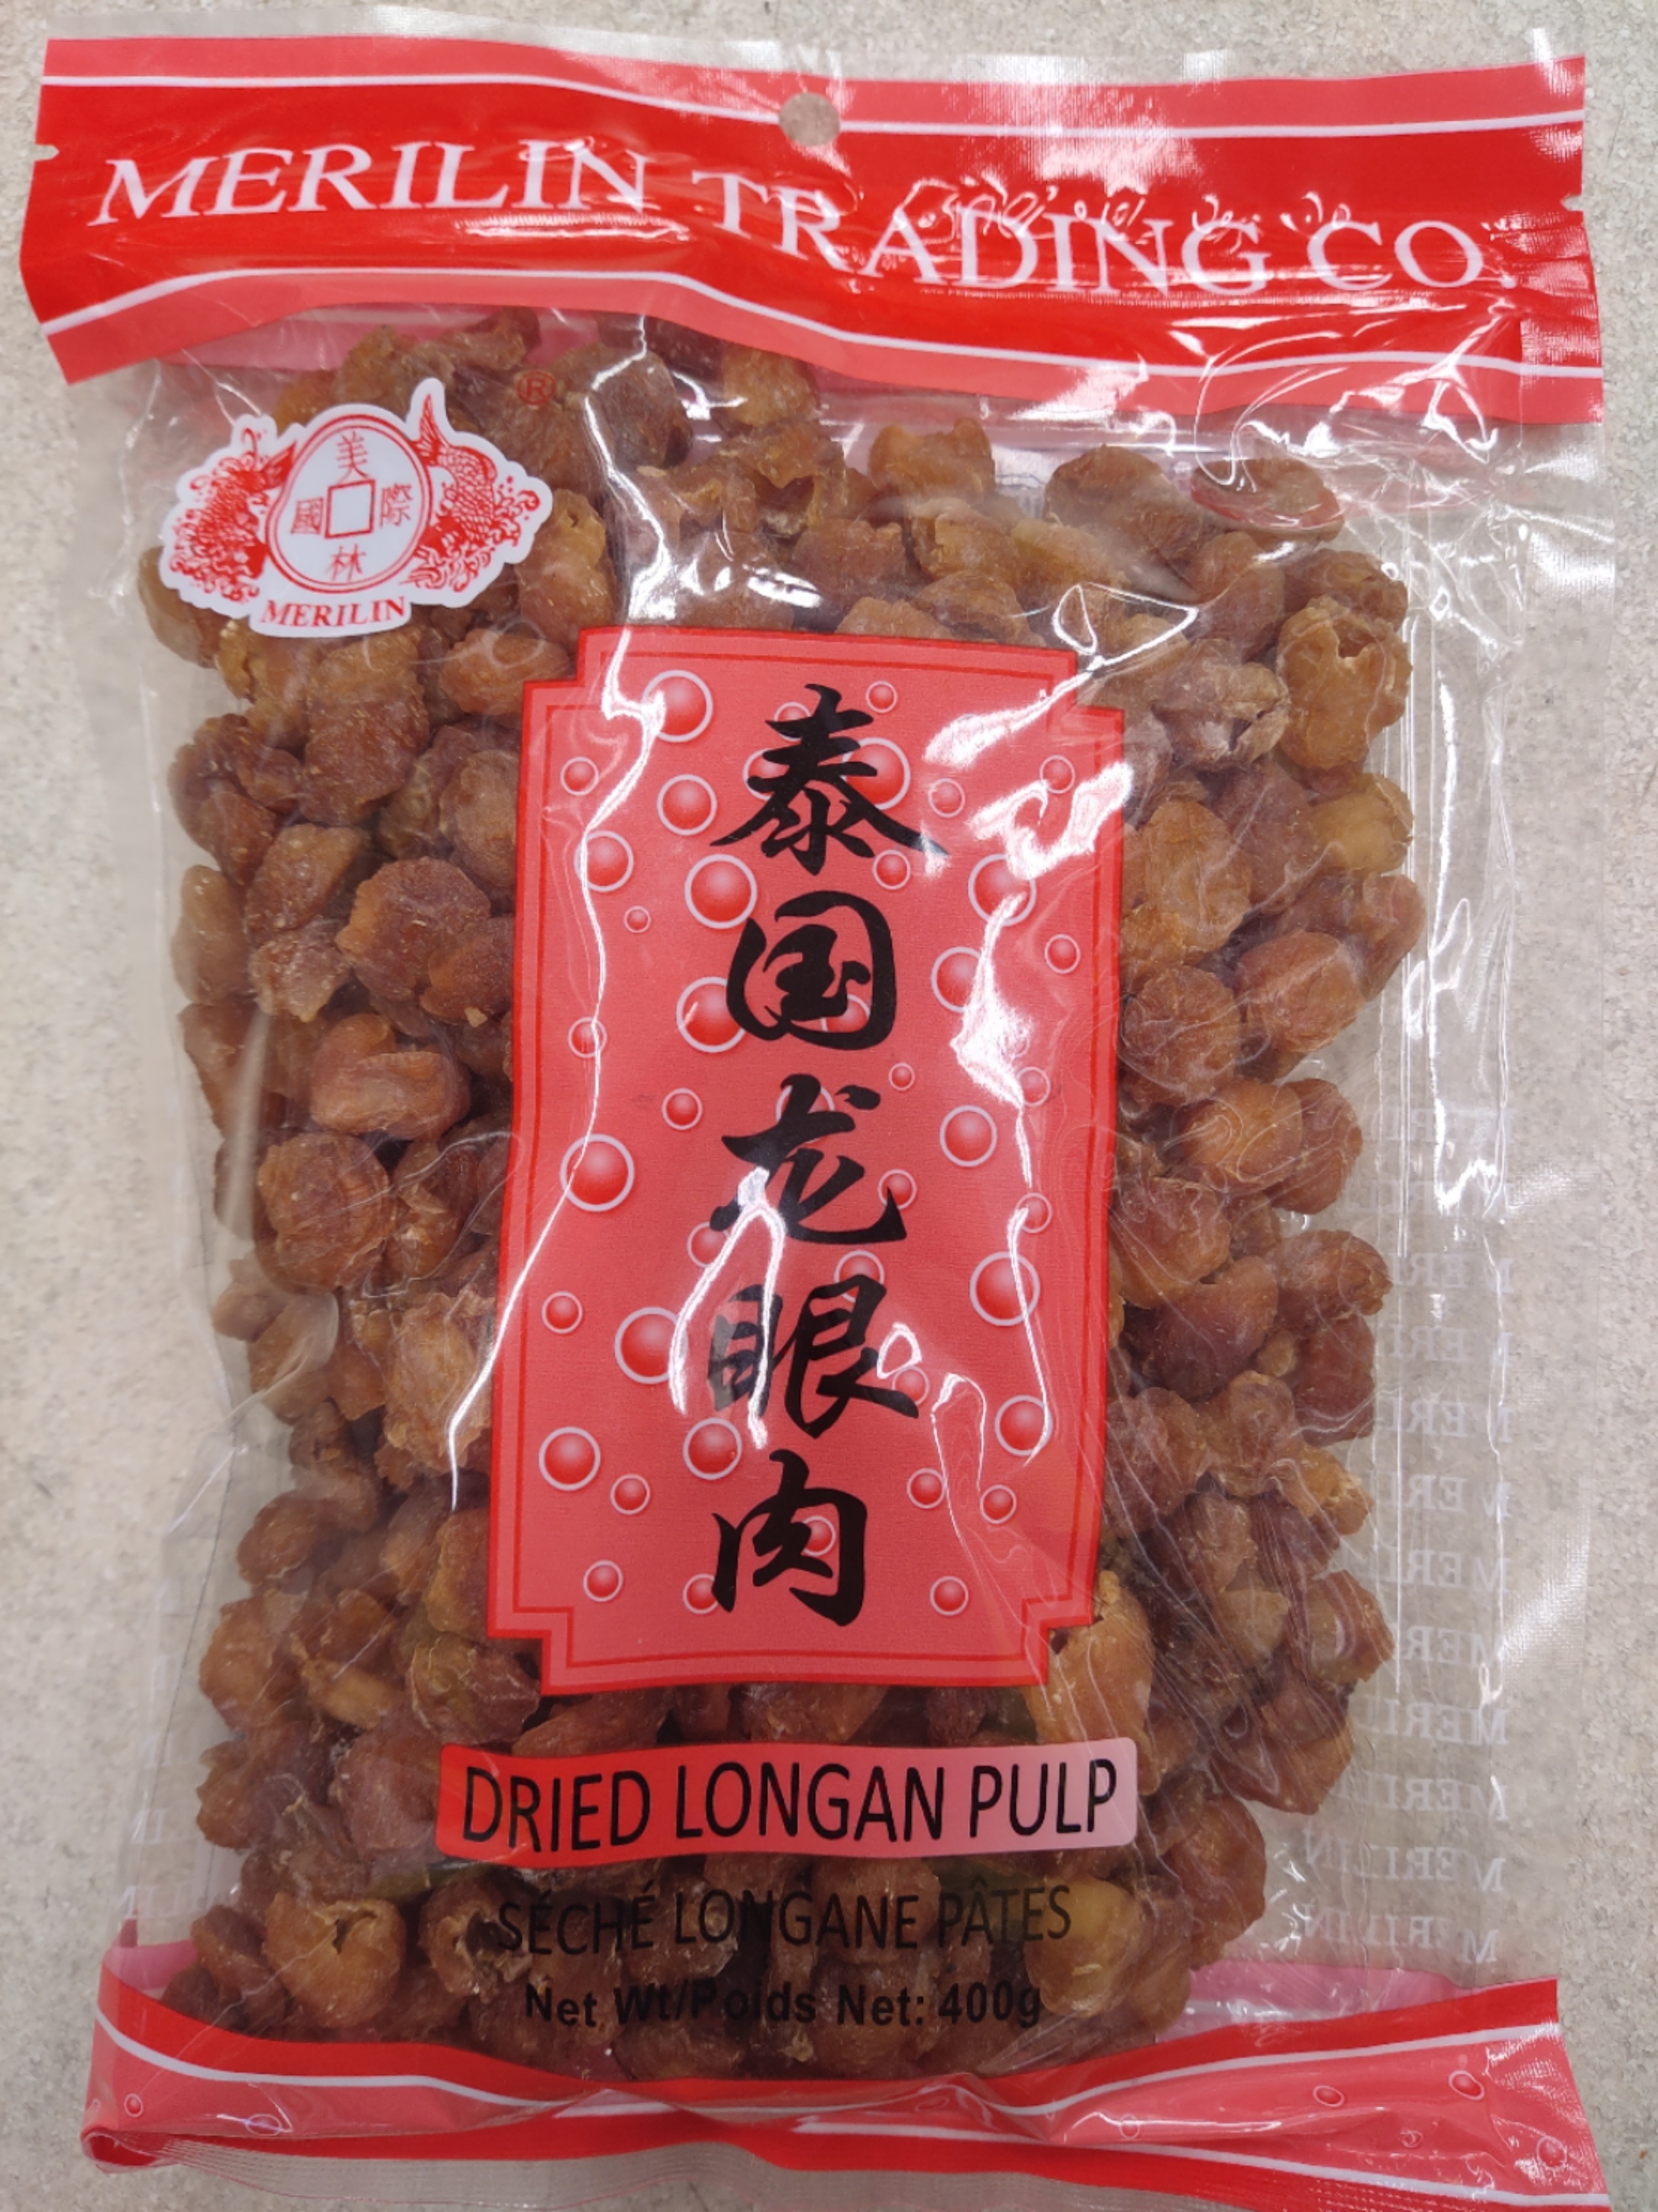 MERILIN TRADING CO.
®
美
國 際
林
MERILIN
泰国龙眼肉
DRIED LONGAN PULP
SÉCHÉ LONGANE PÂTES
Net Wt/Poids Net: 400g